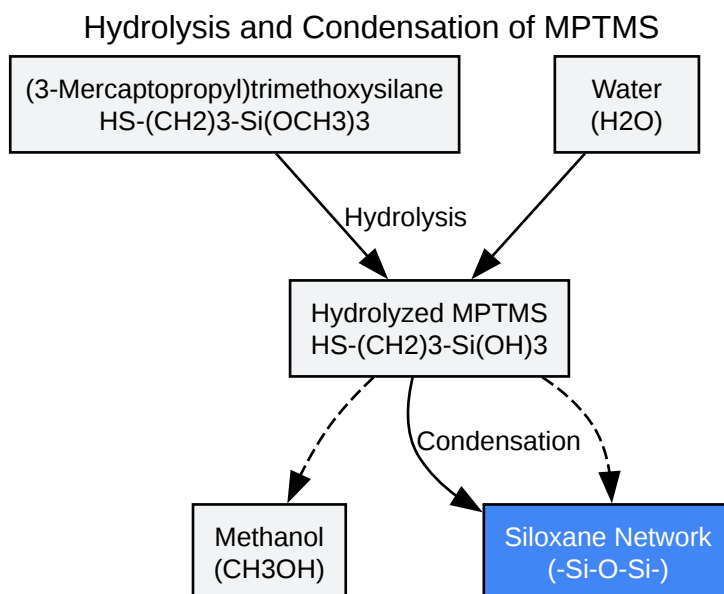 Hydrolysis and Condensation of MPTMS
(3-Mercaptopropyl)trimethoxysilane
HS-(CH2)3-Si(OCH3)3
Water
(H2O)
Hydrolysis
Hydrolyzed MPTMS
HS-(CH2)3-Si(OH)3
Condensation
Methanol
(CH3OH)
Siloxane Network
(-Si-O-Si-)